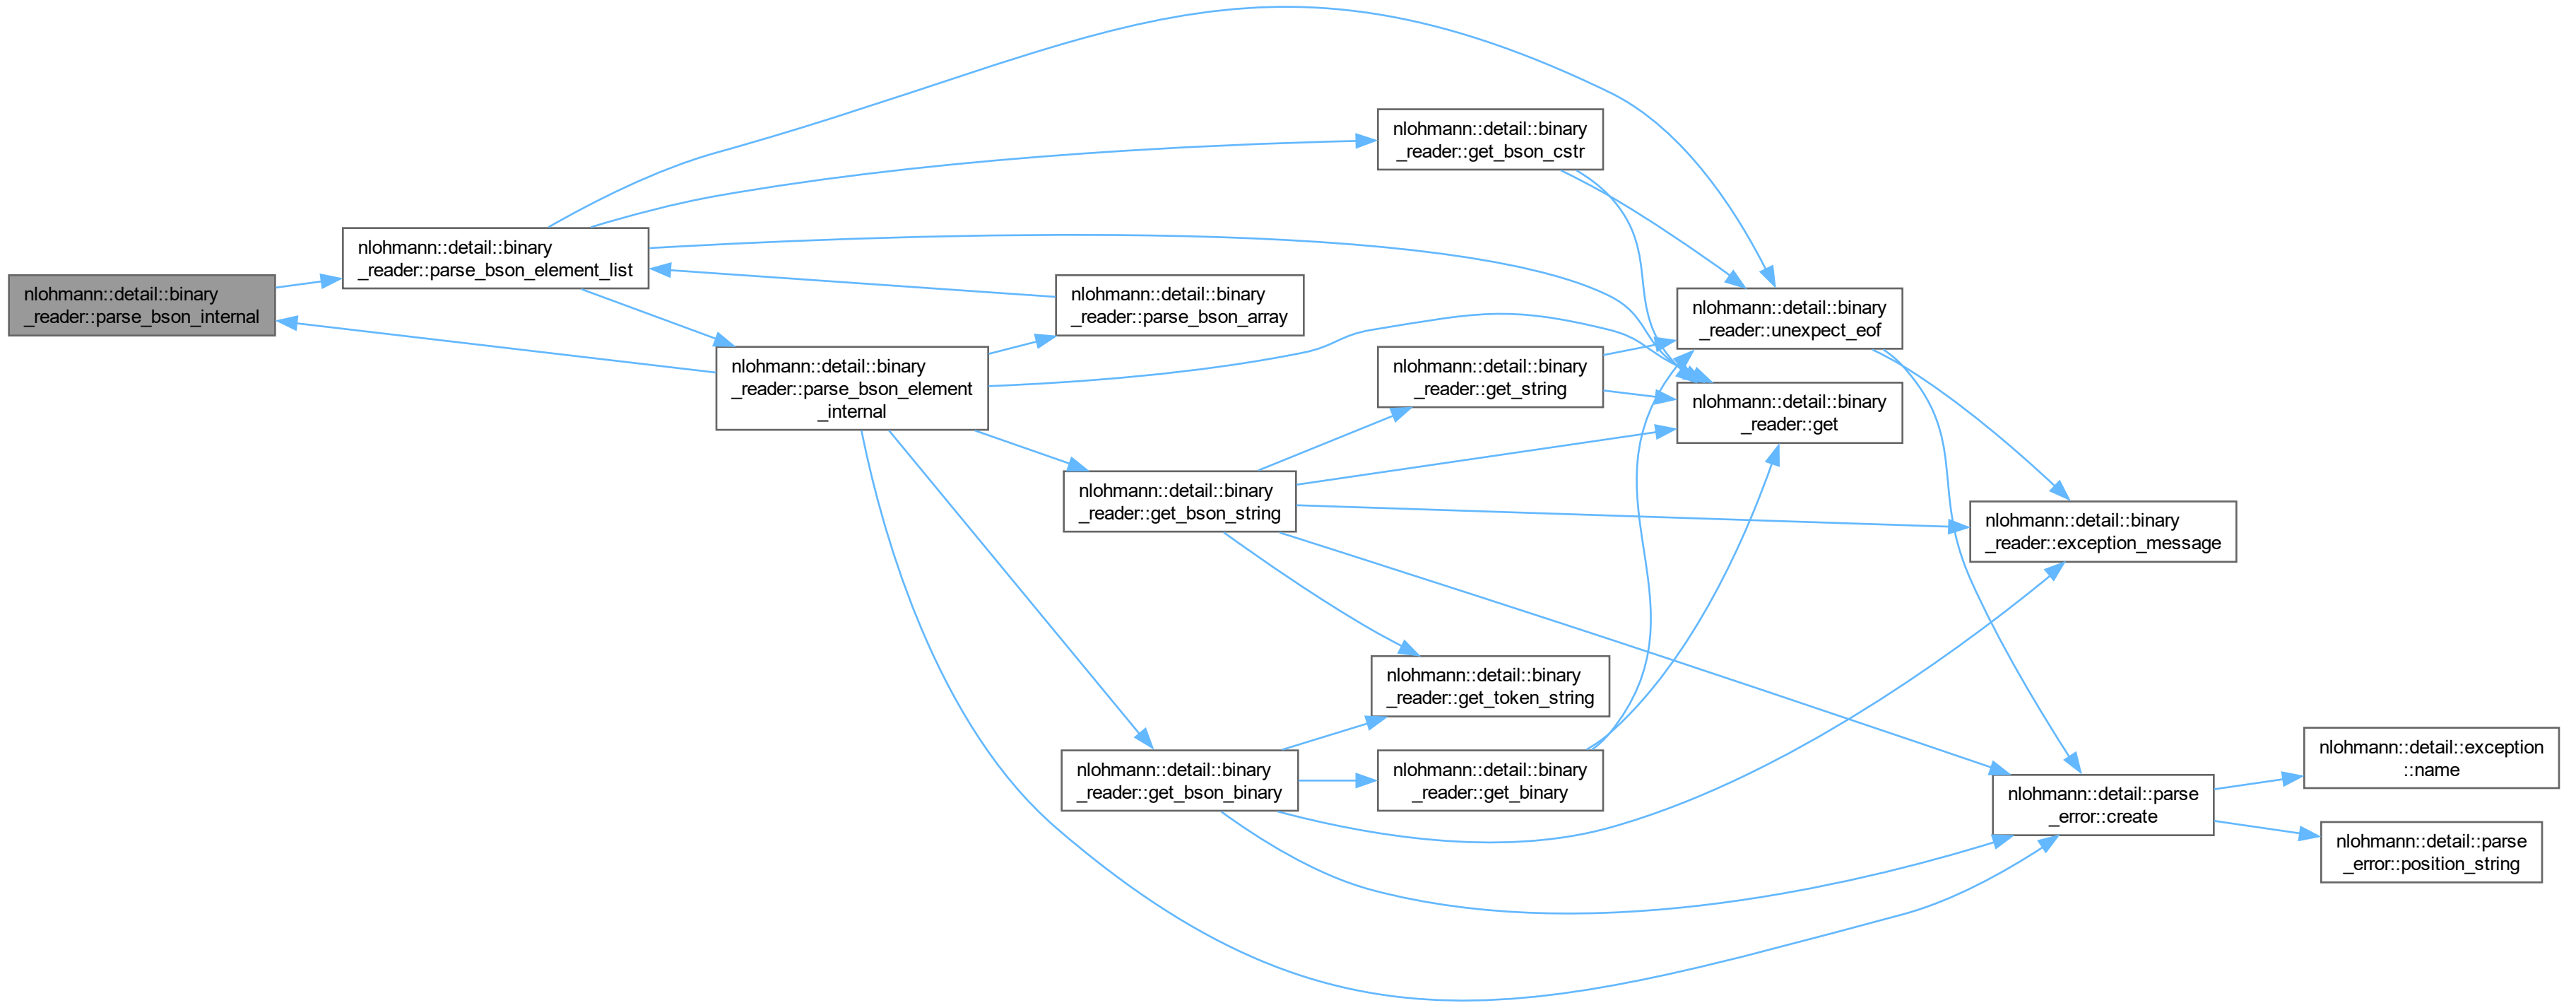 nlohmann::detail::binary
_reader::parse_bson_internal
nlohmann::detail::binary
_reader::parse_bson_element_list
nlohmann::detail::binary
_reader::parse_bson_element
_internal
nlohmann::detail::binary
_reader::parse_bson_array
nlohmann::detail::binary
_reader::get_bson_string
nlohmann::detail::binary
_reader::get_bson_binary
nlohmann::detail::binary
_reader::get_bson_cstr
nlohmann::detail::binary
_reader::get_string
nlohmann::detail::binary
_reader::get_token_string
nlohmann::detail::binary
_reader::get_binary
nlohmann::detail::binary
_reader::unexpect_eof
nlohmann::detail::binary
_reader::get
nlohmann::detail::binary
_reader::exception_message
nlohmann::detail::parse
_error::create
nlohmann::detail::exception
::name
nlohmann::detail::parse
_error::position_string